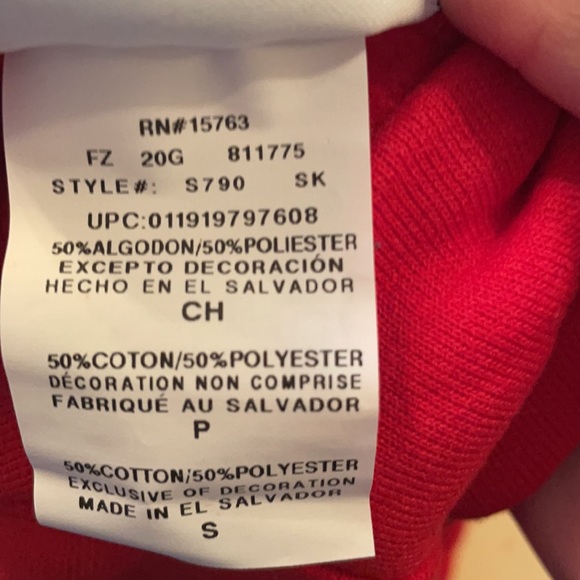 RN#15763
FZ 20G 811775
STYLE#: S790 SK
UPC:011919797608
50%ALGODON/50%POLIESTER
EXCEPTO DECORACIÓN
HECHO EN EL SALVADOR
CH
50%COTON/50%POLYESTER
DÉCORATION NON COMPRISE
FABRIQUÉ AU SALVADOR
P
50%COTTON/50%POLYESTER
EXCLUSIVE OF DECORATION
MADE IN EL SALVADOR
S